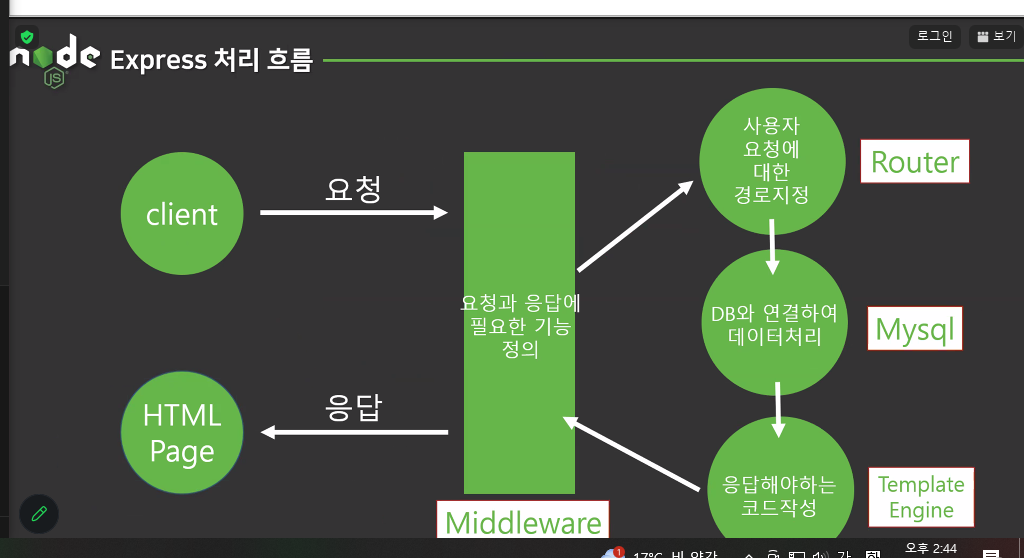 node
JS
Express 처리 흐름
로그인
보기
client
요청
요청과 응답에
필요한 기능
정의
사용자
요청에
대한
경로지정
Router
DB와 연결하여
데이터처리
Mysql
HTML
Page
응답
응답해야하는
코드작성
Template
Engine
Middleware
1
오후 2:44